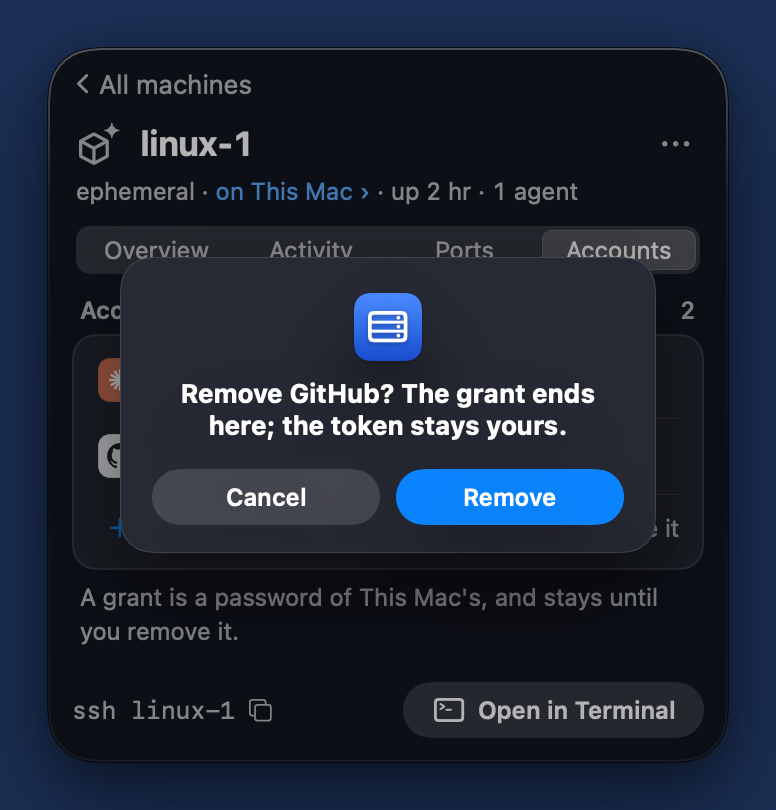 All machines
linux-1
ephemeral · on This Mac › · up 2 hr · 1 agent
Overview Activity Ports Accounts
2
Remove GitHub? The grant ends
here; the token stays yours.
Cancel Remove
it
A grant is a password of This Mac's, and stays until
you remove it.
ssh linux-1 Open in Terminal